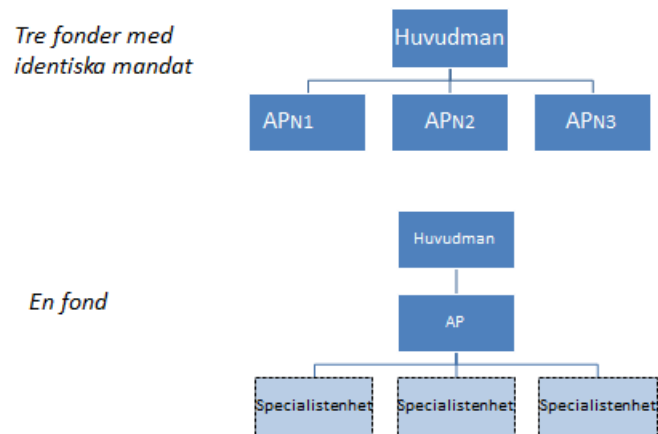 Tre fonder med
identiska mandat
Huvudman
APN1
APN2
APN3
En fond
Huvudman
AP
Specialistenhet
Specialistenhet
Specialistenhet